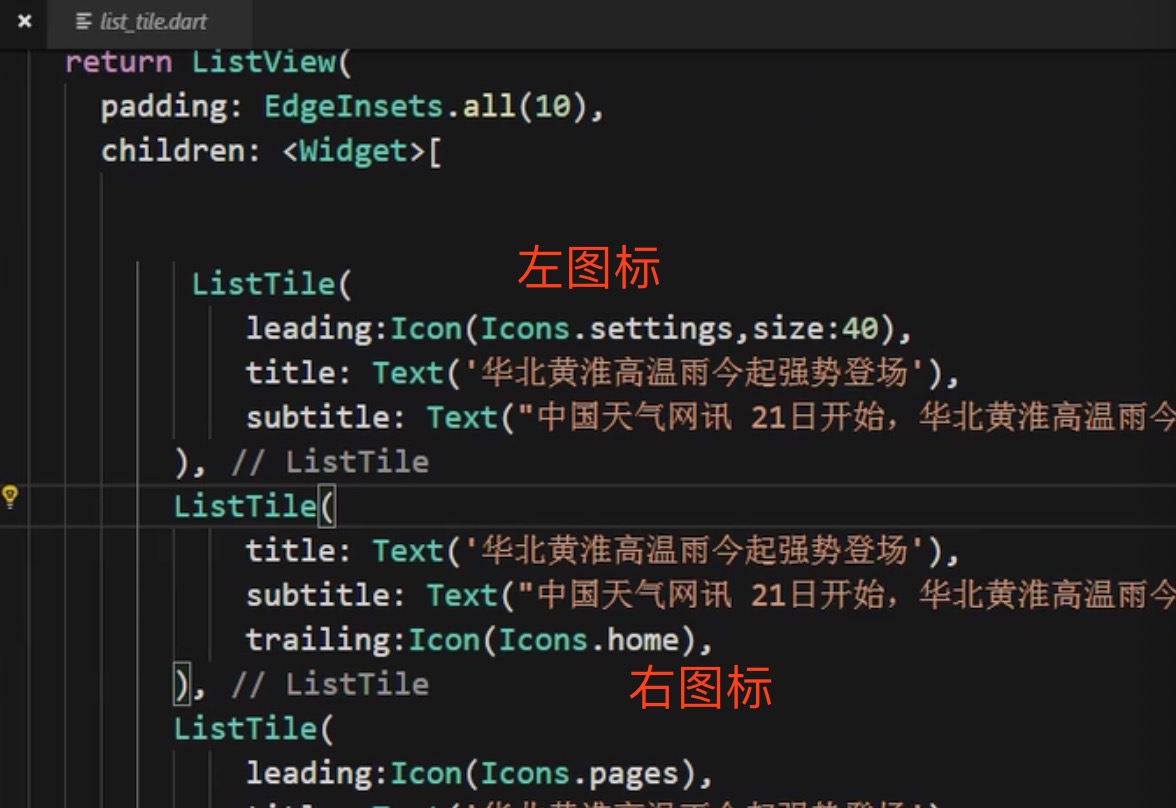 list_tile.dart
return ListView(
padding: EdgeInsets.all(10),
children: <Widget>[
左图标
ListTile(
leading:Icon(Icons.settings,size:40),
title: Text('华北黄淮高温雨今起强势登场'),
subtitle: Text("中国天气网讯 21日开始，华北黄淮高温雨今
), // ListTile
ListTile(
title: Text('华北黄淮高温雨今起强势登场'),
subtitle: Text("中国天气网讯 21日开始，华北黄淮高温雨今
trailing:Icon(Icons.home),
), // ListTile
右图标
ListTile(
leading:Icon(Icons.pages),